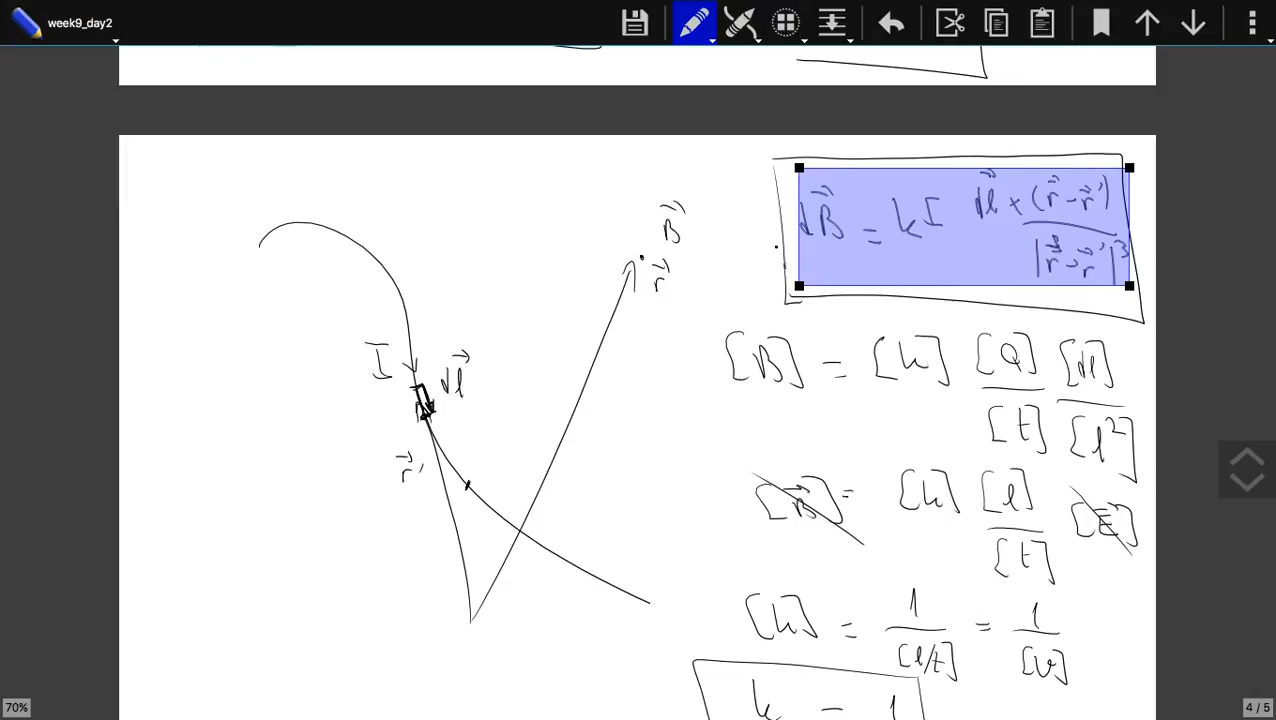 week9_day2
dB⃗ = kI dl⃗ × (r⃗ - r⃗') / |r⃗ - r⃗'|³
B⃗
r⃗
[B] = [k] [Q]/[t] [dl]/[l²]
I
dl⃗
r⃗'
[B⃗] = [k] [l]/[t] [E]
[k] = 1/[l/t] = 1/[v]
k = 1
70%
4 / 5